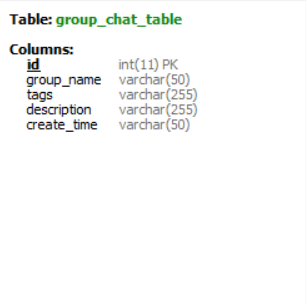 Table: group_chat_table
Columns:
id int(11) PK
group_name varchar(50)
tags varchar(255)
description varchar(255)
create_time varchar(50)